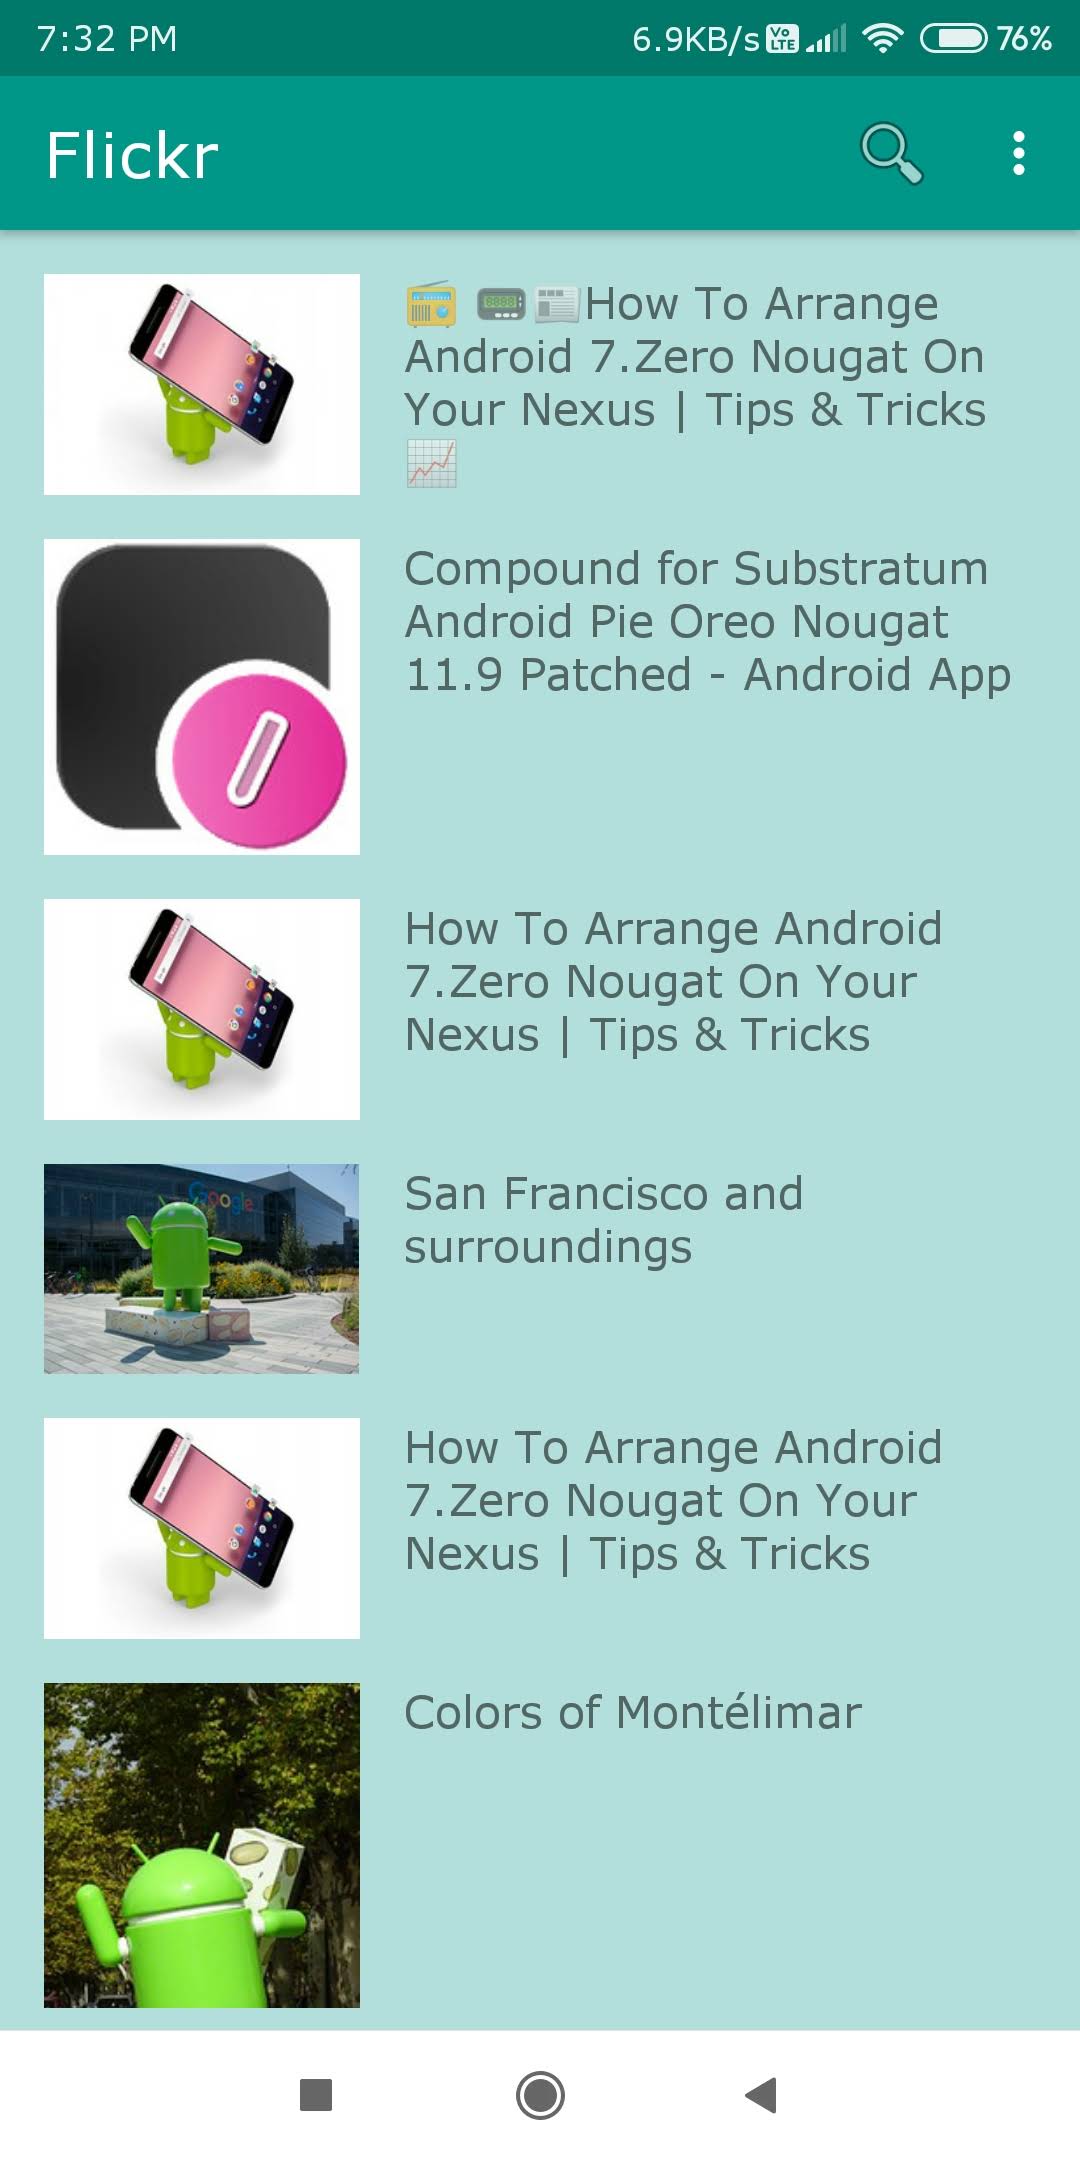 7:32 PM 6.9KB/s Vo LTE 76%
Flickr
📻 📟📰How To Arrange
Android 7.Zero Nougat On
Your Nexus | Tips & Tricks
📈
Compound for Substratum
Android Pie Oreo Nougat
11.9 Patched - Android App
How To Arrange Android
7.Zero Nougat On Your
Nexus | Tips & Tricks
Google
San Francisco and
surroundings
How To Arrange Android
7.Zero Nougat On Your
Nexus | Tips & Tricks
Colors of Montélimar